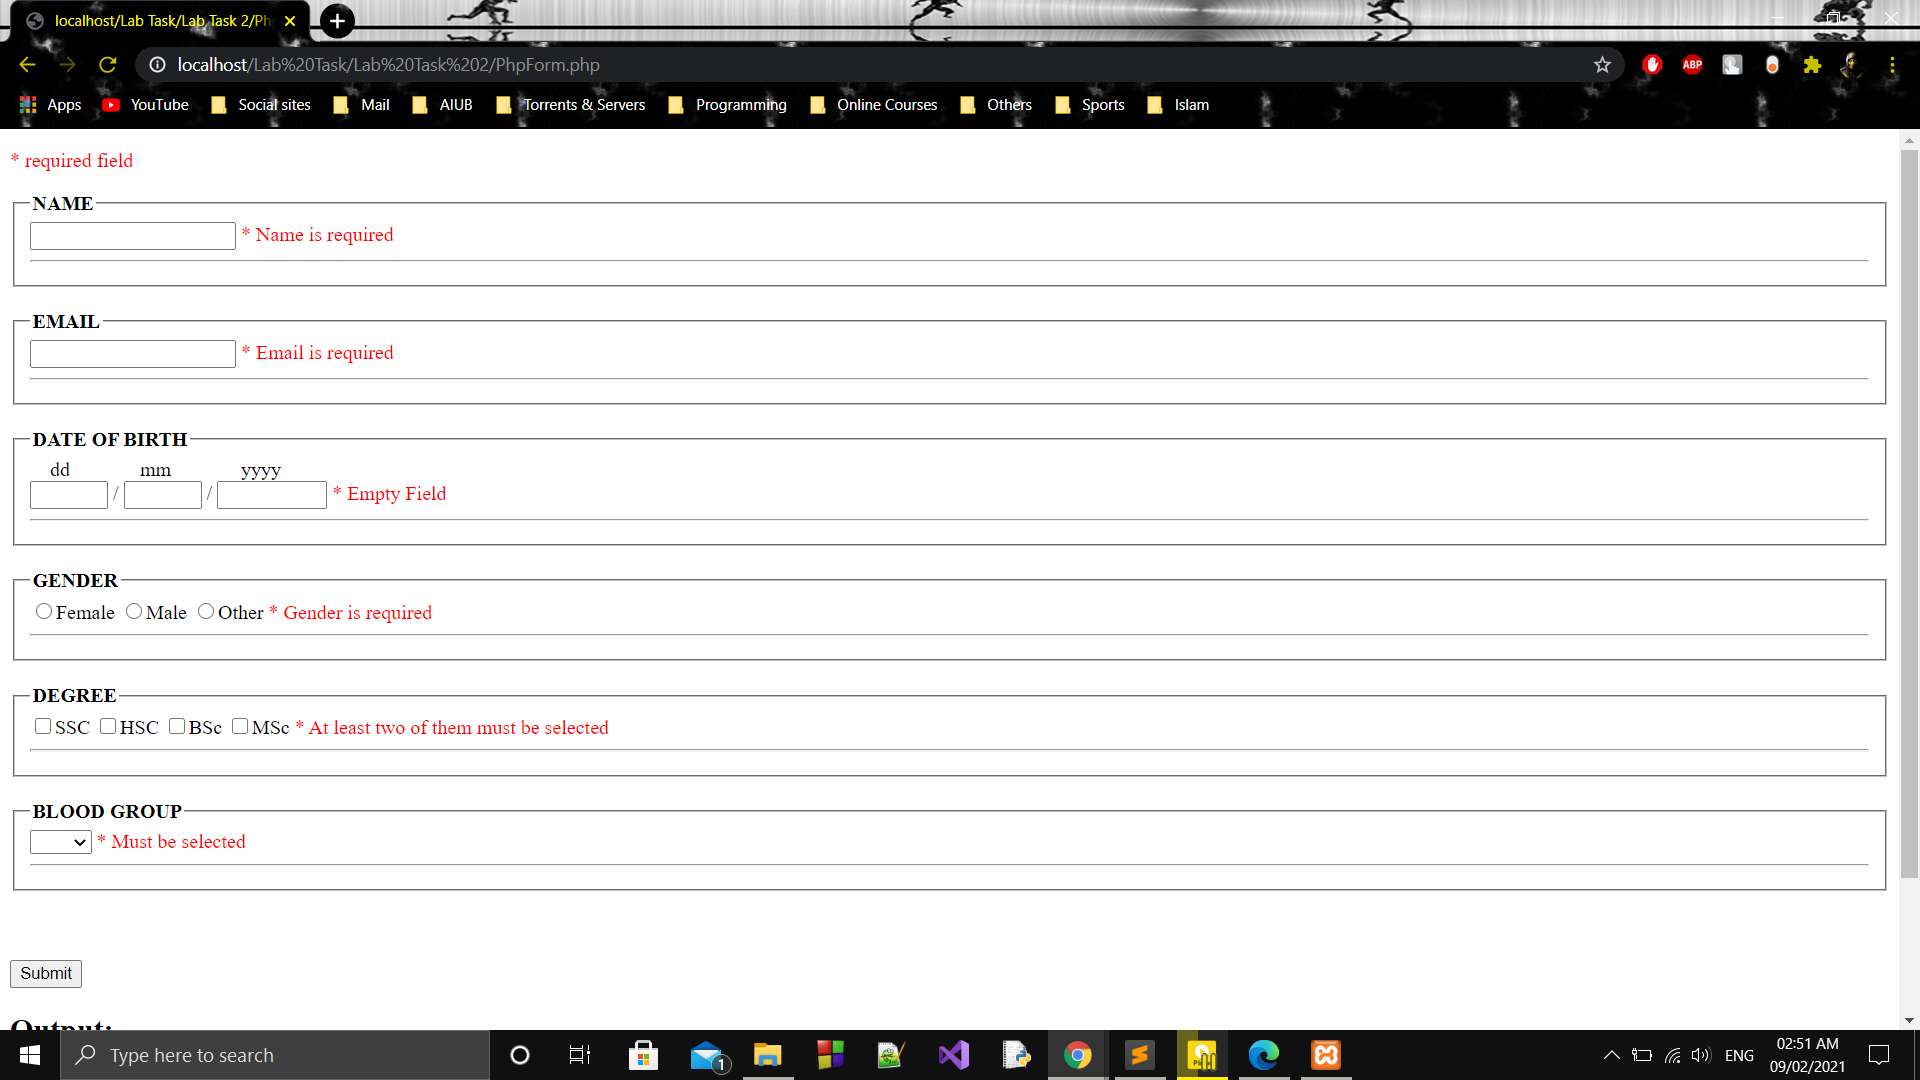 localhost/Lab Task/Lab Task 2/Ph
localhost/Lab%20Task/Lab%20Task%202/PhpForm.php
ABP
Apps YouTube Social sites Mail AIUB Torrents & Servers Programming Online Courses Others Sports Islam
* required field
NAME
* Name is required
EMAIL
* Email is required
DATE OF BIRTH
dd mm yyyy
/ / * Empty Field
GENDER
Female Male Other * Gender is required
DEGREE
SSC HSC BSc MSc * At least two of them must be selected
BLOOD GROUP
* Must be selected
Submit
Output:
Type here to search
1
ENG
02:51 AM
09/02/2021